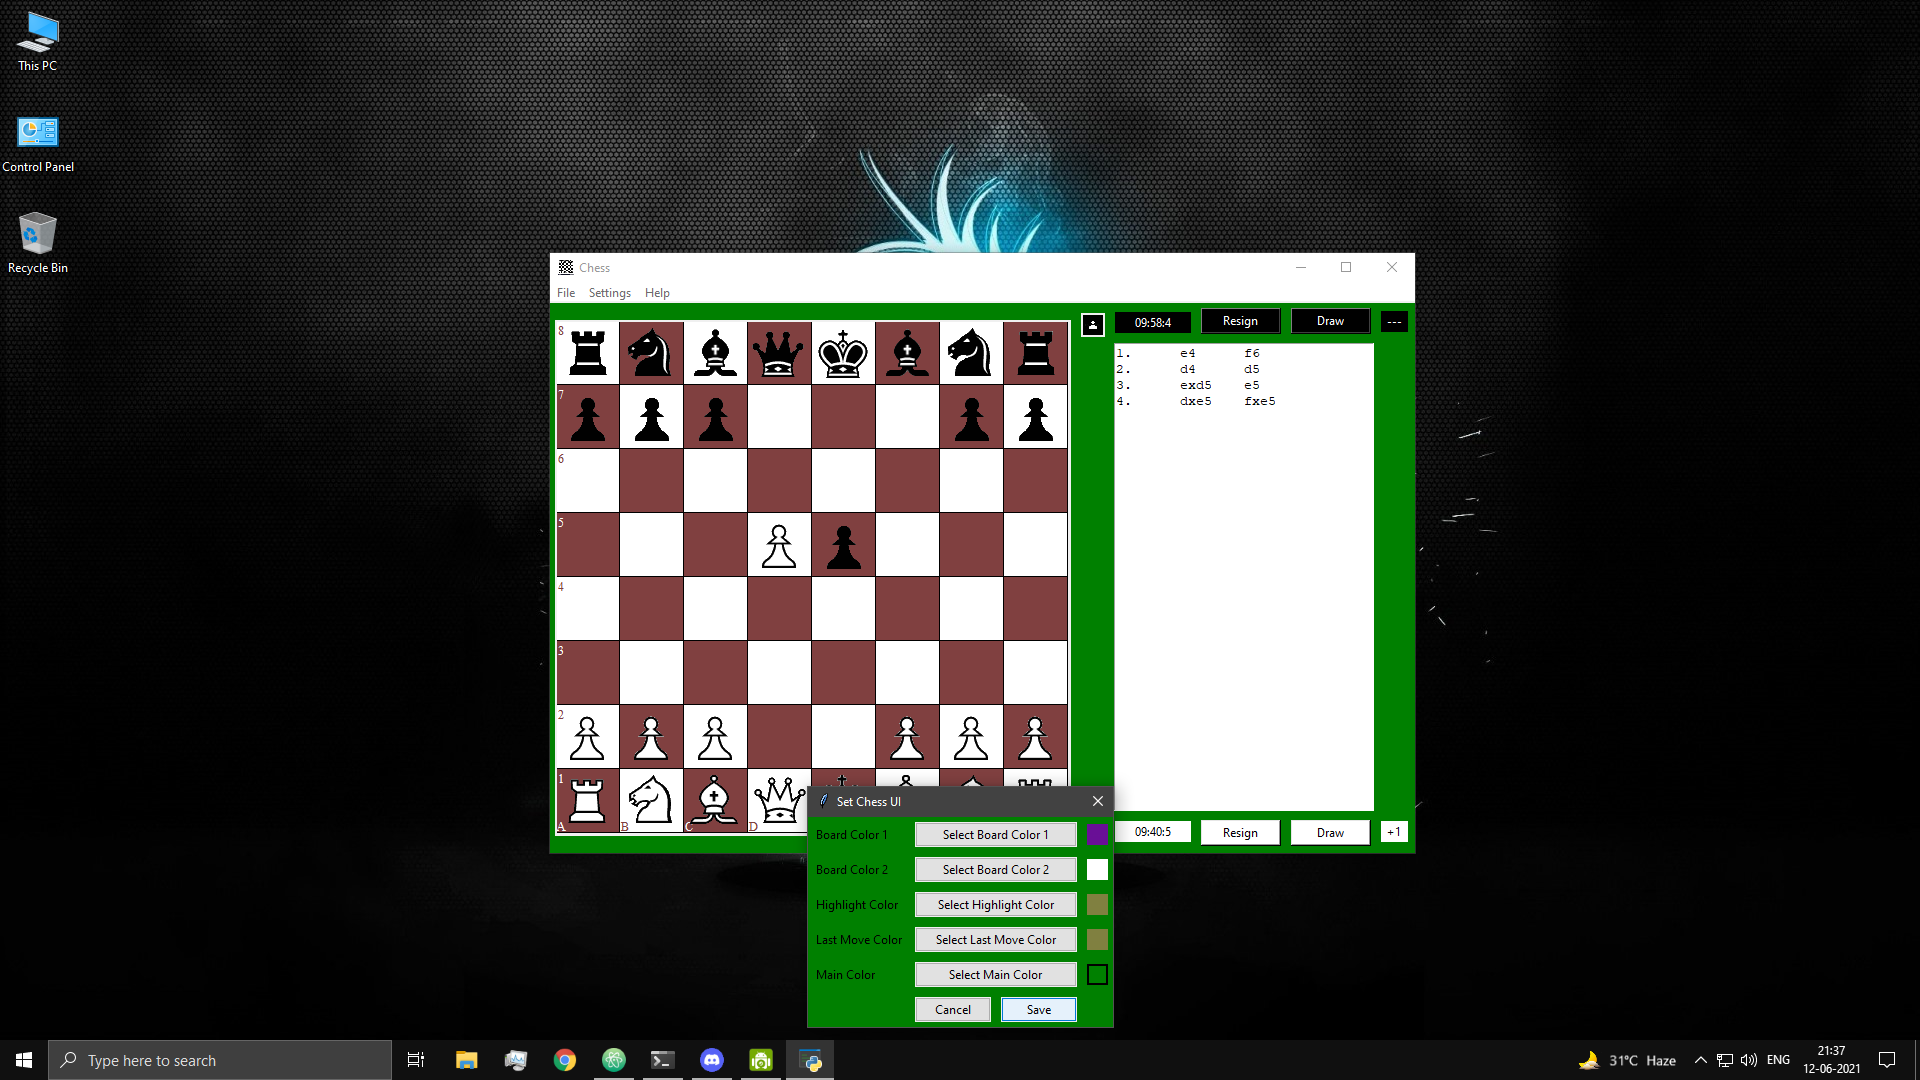 This PC
Control Panel
Recycle Bin
Chess
File Settings Help
8
7
6
5
4
3
2
1
A B C D
09:58:4 Resign Draw ---
1. e4 f6
2. d4 d5
3. exd5 e5
4. dxe5 fxe5
09:40:5 Resign Draw +1
Set Chess UI
Board Color 1 Select Board Color 1
Board Color 2 Select Board Color 2
Highlight Color Select Highlight Color
Last Move Color Select Last Move Color
Main Color Select Main Color
Cancel Save
Type here to search
31°C Haze
ENG
21:37
12-06-2021